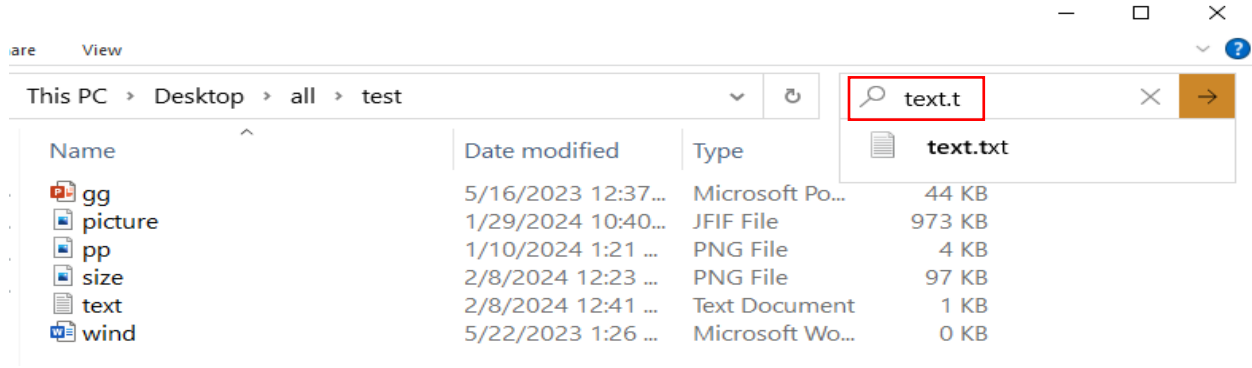 are View
This PC > Desktop > all > test text.t
Name Date modified Type text.txt
gg 5/16/2023 12:37... Microsoft Po... 44 KB
picture 1/29/2024 10:40... JFIF File 973 KB
pp 1/10/2024 1:21 ... PNG File 4 KB
size 2/8/2024 12:23 ... PNG File 97 KB
text 2/8/2024 12:41 ... Text Document 1 KB
wind 5/22/2023 1:26 ... Microsoft Wo... 0 KB